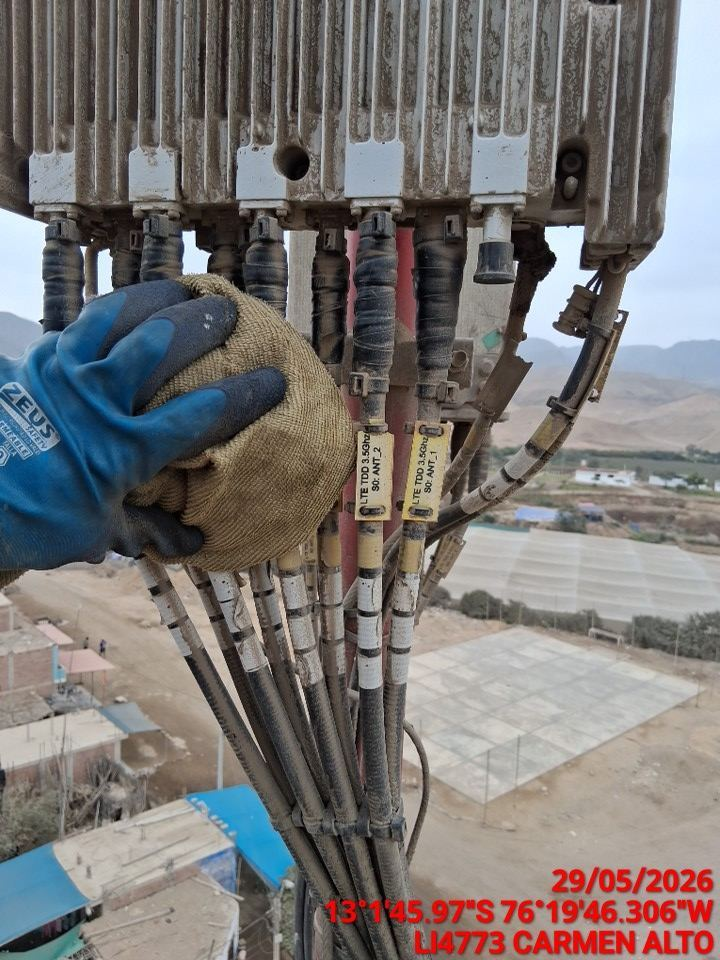 ZEUS
LTE TDD 3.5Ghz
S0: ANT_2
LTE TDD 3.5Ghz
S0: ANT_1
29/05/2026
13°1'45.97"S 76°19'46.306"W
LI4773 CARMEN ALTO